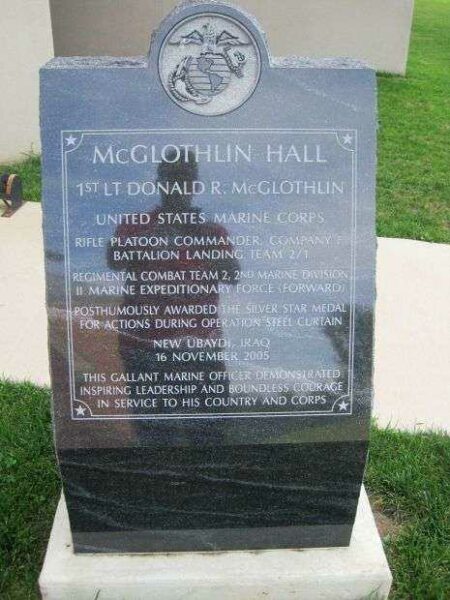 McGLOTHLIN HALL
1ST LT DONALD R. McGLOTHLIN
UNITED STATES MARINE CORPS
RIFLE PLATOON COMMANDER, COMPANY
BATTALION LANDING TEAM 2/1
REGIMENTAL COMBAT TEAM 2, 2ND MARINE DIVISION
II MARINE EXPEDITIONARY FORCE (FORWARD)
POSTHUMOUSLY AWARDED THE SILVER STAR MEDAL
FOR ACTIONS DURING OPERATION STEEL CURTAIN
NEW UBAYDI, IRAQ
16 NOVEMBER 2005
THIS GALLANT MARINE OFFICER DEMONSTRATED
INSPIRING LEADERSHIP AND BOUNDLESS COURAGE
IN SERVICE TO HIS COUNTRY AND CORPS